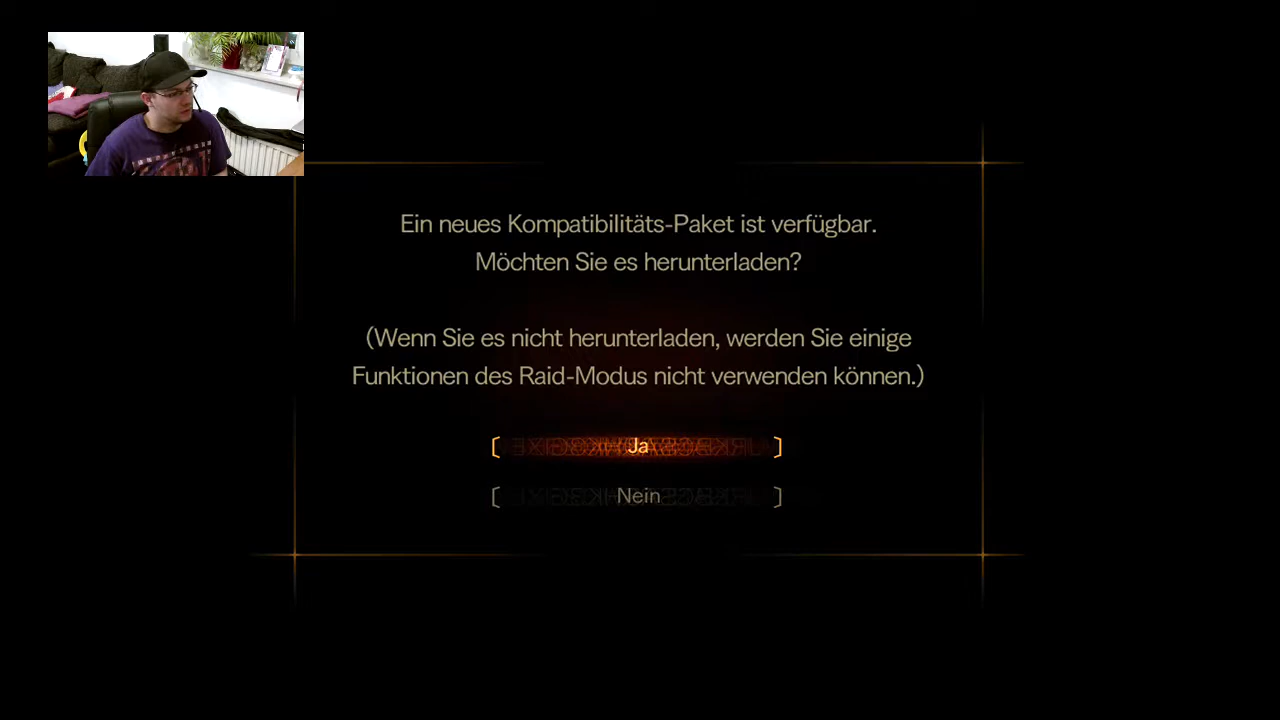 Ein neues Kompatibilitäts-Paket ist verfügbar.
Möchten Sie es herunterladen?
(Wenn Sie es nicht herunterladen, werden Sie einige
Funktionen des Raid-Modus nicht verwenden können.)
Ja
Nein